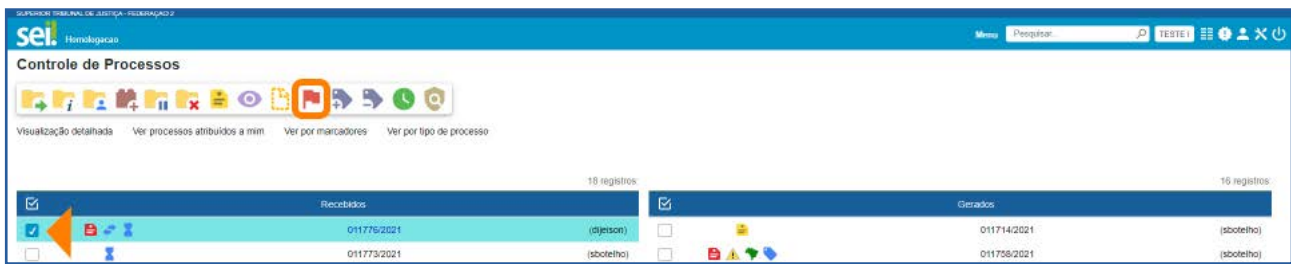 SUPERIOR TRIBUNAL DE JUSTIÇA - FEDERAÇÃO 2
sei. Homologacao Menu Pesquisar... TESTE I
Controle de Processos
Visualização detalhada Ver processos atribuídos a mim Ver por marcadores Ver por tipo de processo
18 registros: 16 registros:
Recebidos Gerados
011776/2021 (dijeison) 011714/2021 (sbotelho)
011773/2021 (sbotelho) 011758/2021 (sbotelho)